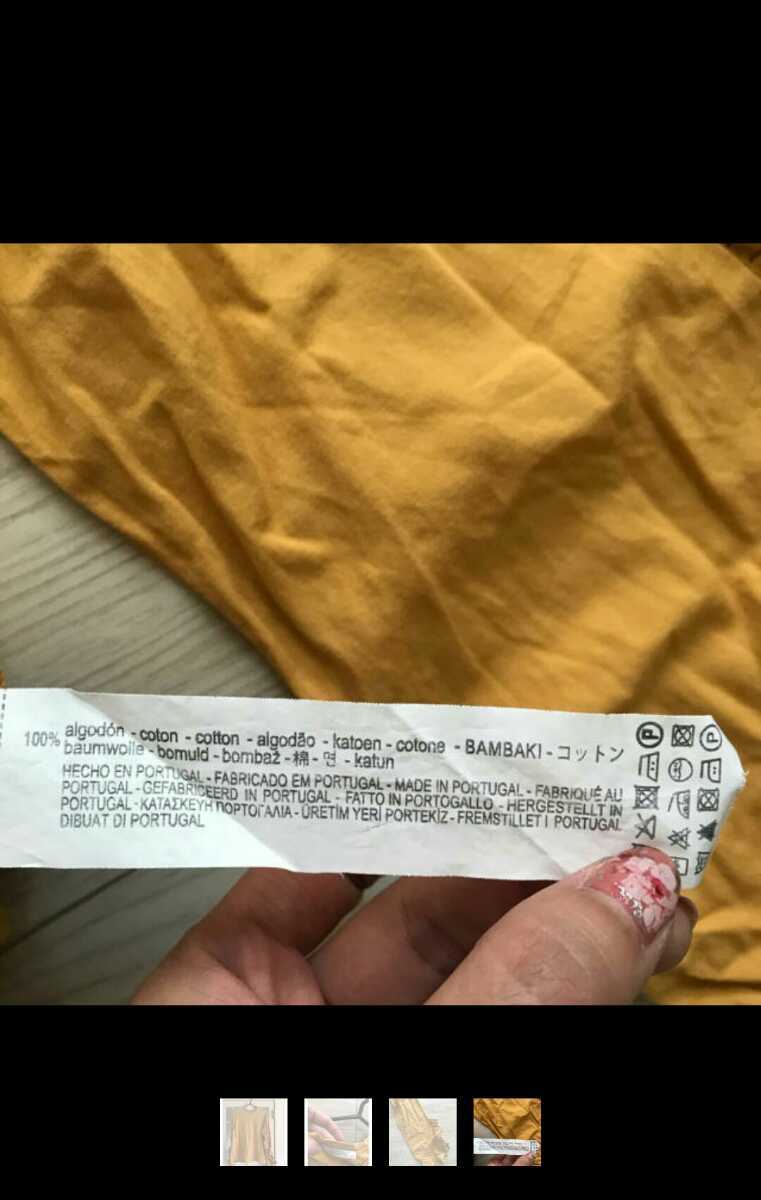 100% algodón - coton - cotton - algodão - katoen - cotone - BAMBAKI - コットン
baumwolle - bomuld - bombaž - 棉 - 면 - katun
HECHO EN PORTUGAL - FABRICADO EM PORTUGAL - MADE IN PORTUGAL - FABRIQUÉ AU
PORTUGAL - GEFABRICEERD IN PORTUGAL - FATTO IN PORTOGALLO - HERGESTELLT IN
PORTUGAL - ΚΑΤΑΣΚΕΥΗ ΠΟΡΤΟΓΑΛΙΑ - ÜRETİM YERİ PORTEKİZ - FREMSTILLET I PORTUGAL
DIBUAT DI PORTUGAL
P P